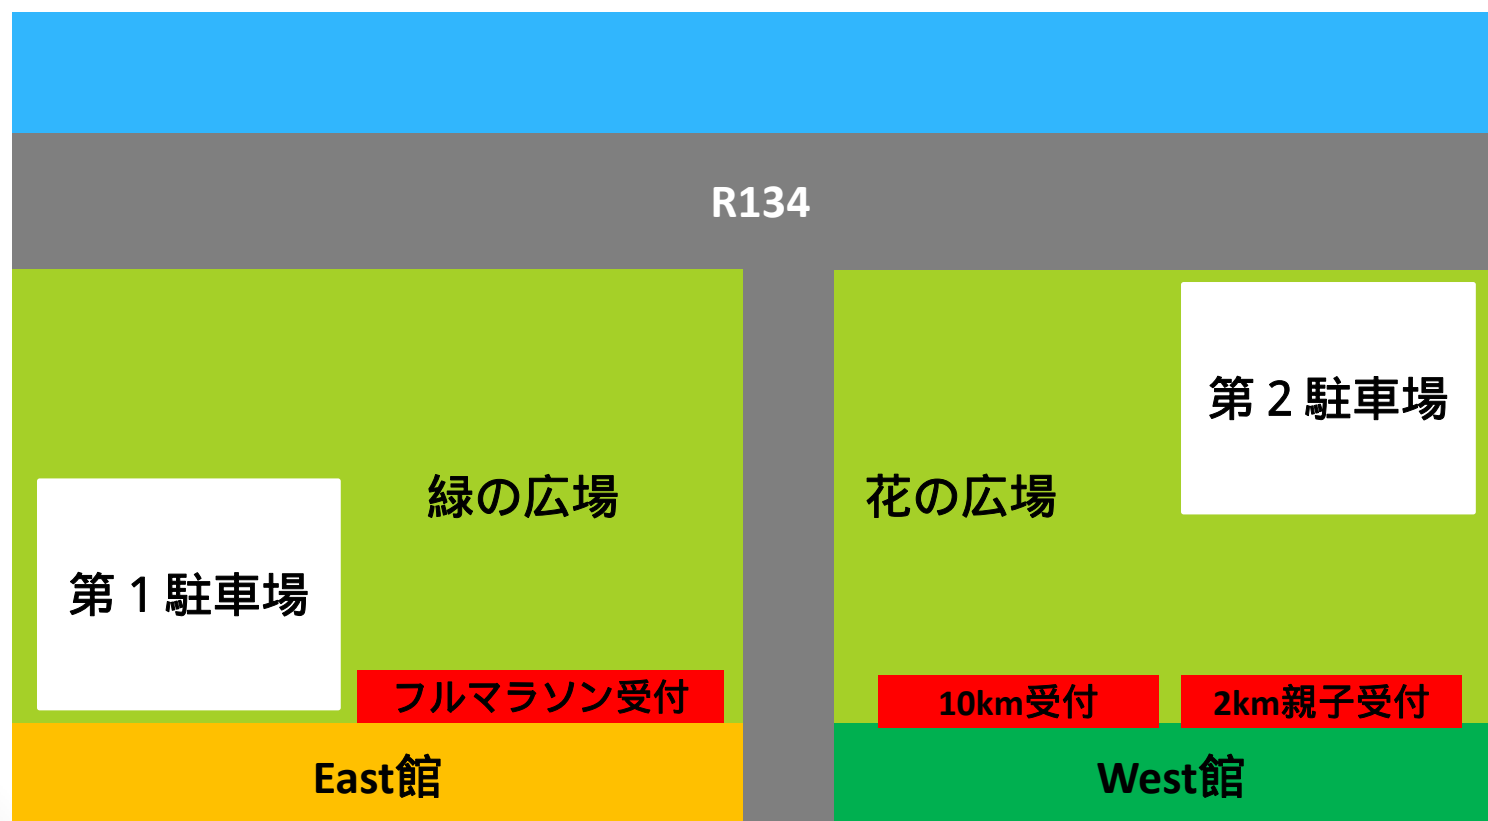 R134
第2駐車場
緑の広場
花の広場
第1駐車場
フルマラソン受付
10km受付
2km親子受付
East館
West館